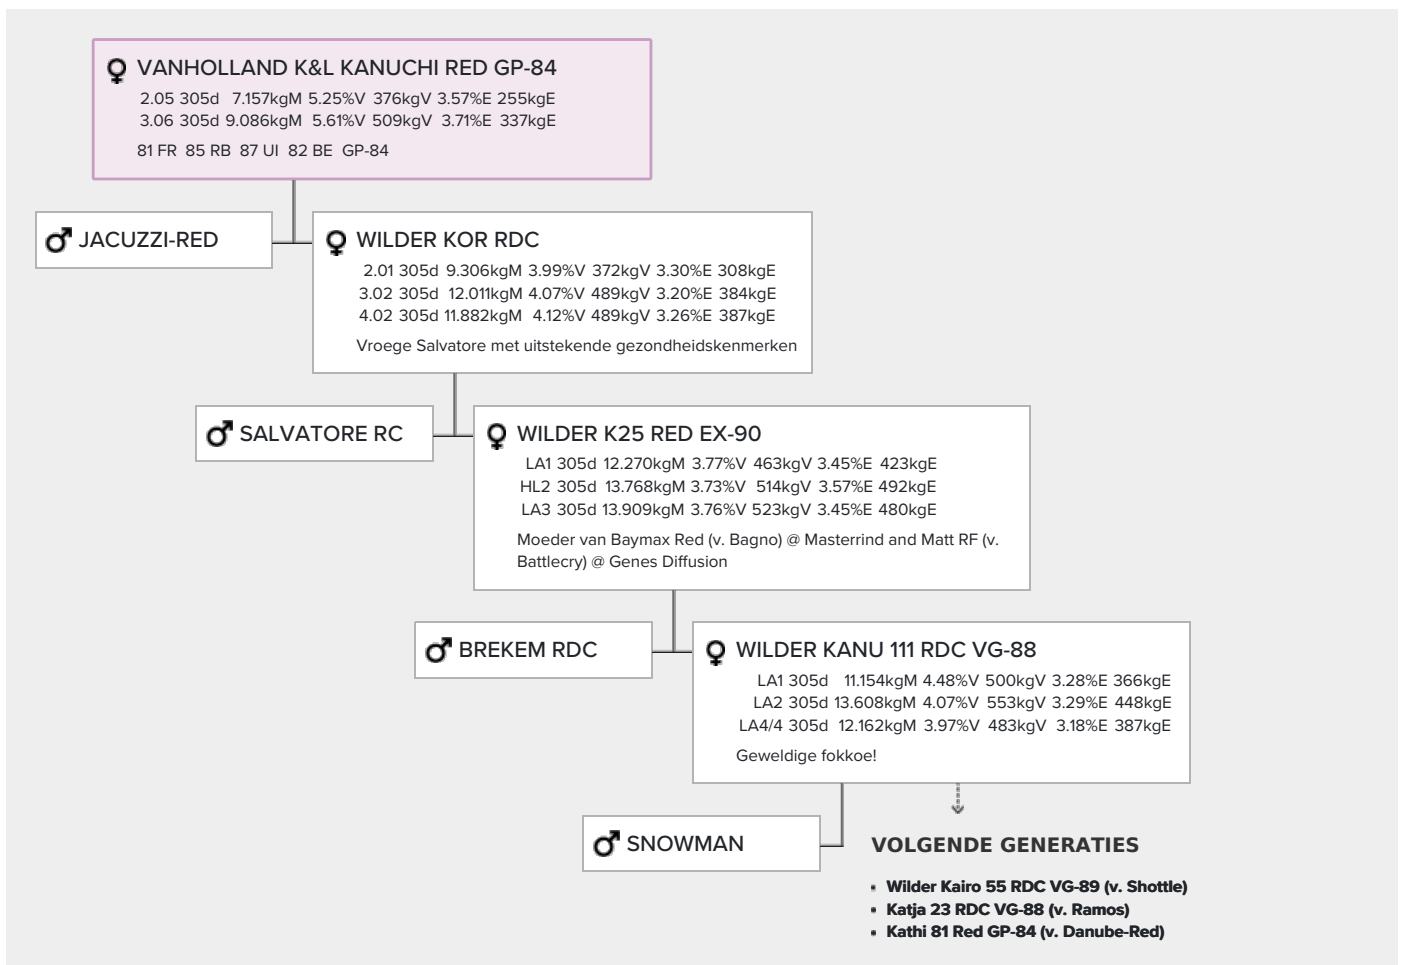 VANHOLLAND K&L KANUCHI RED GP-84
2.05 305d 7.157kgM 5.25%V 376kgV 3.57%E 255kgE
3.06 305d 9.086kgM 5.61%V 509kgV 3.71%E 337kgE
81 FR 85 RB 87 UI 82 BE GP-84
JACUZZI-RED
WILDER KOR RDC
2.01 305d 9.306kgM 3.99%V 372kgV 3.30%E 308kgE
3.02 305d 12.011kgM 4.07%V 489kgV 3.20%E 384kgE
4.02 305d 11.882kgM 4.12%V 489kgV 3.26%E 387kgE
Vroege Salvatore met uitstekende gezondheidskenmerken
SALVATORE RC
WILDER K25 RED EX-90
LA1 305d 12.270kgM 3.77%V 463kgV 3.45%E 423kgE
HL2 305d 13.768kgM 3.73%V 514kgV 3.57%E 492kgE
LA3 305d 13.909kgM 3.76%V 523kgV 3.45%E 480kgE
Moeder van Baymax Red (v. Bagno) @ Masterrind and Matt RF (v.
Battlecry) @ Genes Diffusion
BREKEM RDC
WILDER KANU 111 RDC VG-88
LA1 305d 11.154kgM 4.48%V 500kgV 3.28%E 366kgE
LA2 305d 13.608kgM 4.07%V 553kgV 3.29%E 448kgE
LA4/4 305d 12.162kgM 3.97%V 483kgV 3.18%E 387kgE
Geweldige fokkoe!
SNOWMAN
VOLGENDE GENERATIES
• Wilder Kairo 55 RDC VG-89 (v. Shottle)
• Katja 23 RDC VG-88 (v. Ramos)
• Kathi 81 Red GP-84 (v. Danube-Red)